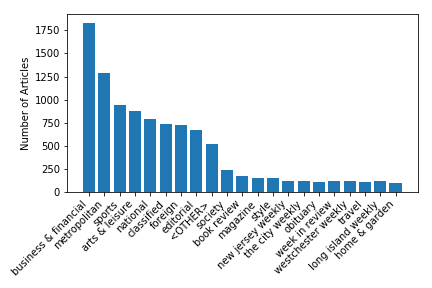 Number of Articles
1750
1500
1250
1000
750
500
250
0
business & financial
metropolitan
sports
arts & leisure
national
classified
foreign
editorial
<OTHER>
society
book review
magazine
style
new jersey weekly
the city weekly
obituary
week in review
westchester weekly
travel
long island weekly
home & garden